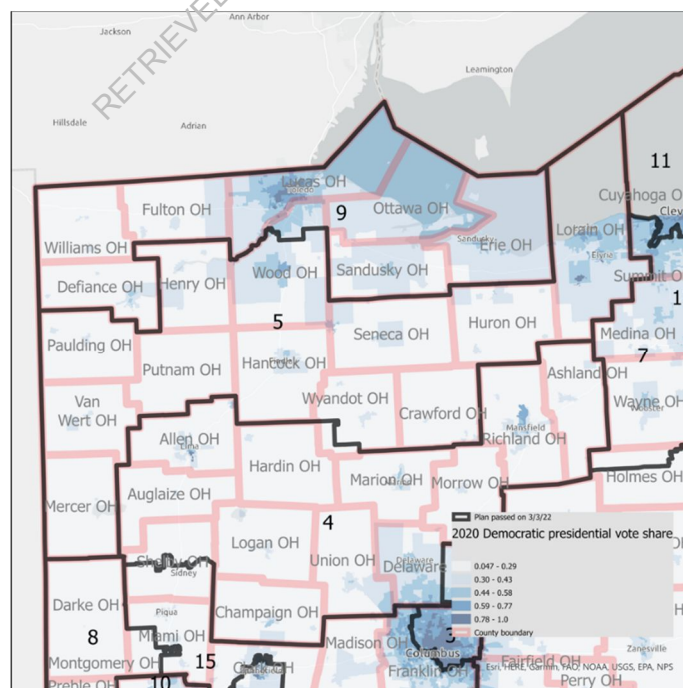 RETRIEVED
Ann Arbor
Jackson
Leamington
Hillsdale
Adrian
11
Cuyahoga O
Clev
Lucas OH
Toledo
Fulton OH
9
Ottawa OH
Lorain OH
Williams OH
Sandusky
Erie OH
Elyria
Defiance OH
Henry OH
Wood OH
Sandusky OH
Summit O
1
5
Huron OH
Medina OH
Paulding OH
Seneca OH
7
Putnam OH
Hancock OH
Ashland OH
Van
Wert OH
Wyandot OH
Crawford OH
Wayne OH
Wooster
Mansfield
Richland OH
Allen OH
Lima
Hardin OH
Marion OH
Morrow OH
Holmes OH
Mercer OH
Auglaize OH
4
Plan passed on 3/3/22
2020 Democratic presidential vote share
Logan OH
Union OH
Delaware
Delaware
Shelby OH
Sidney
0.047 - 0.29
0.30 - 0.43
0.44 - 0.58
0.59 - 0.77
0.78 - 1.0
County boundary
Darke OH
Piqua
Champaign OH
8
Miami OH
Madison OH
3
Columbus
Zanesville
Montgomery OH
15
Franklin OH
Fairfield OH
Esri, HERE, Garmin, FAO, NOAA, USGS, EPA, NPS
Preble OH
10
Perry OH